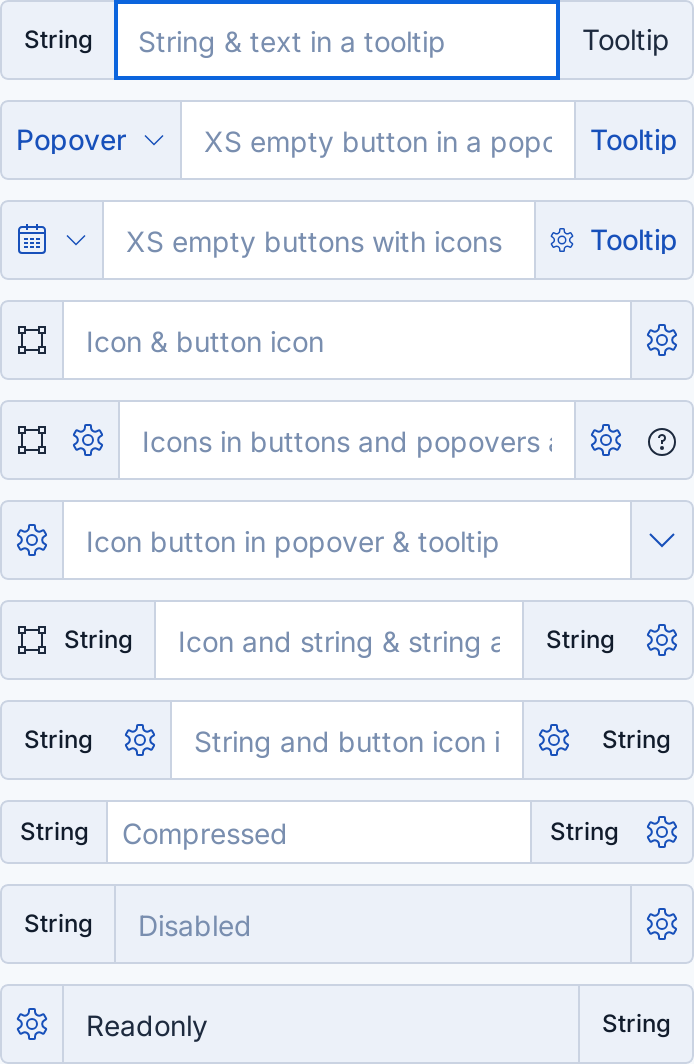 String String & text in a tooltip Tooltip
Popover XS empty button in a popo Tooltip
XS empty buttons with icons Tooltip
Icon & button icon
Icons in buttons and popovers
Icon button in popover & tooltip
String Icon and string & string String
String String and button icon i String
String Compressed String
String Disabled
Readonly String